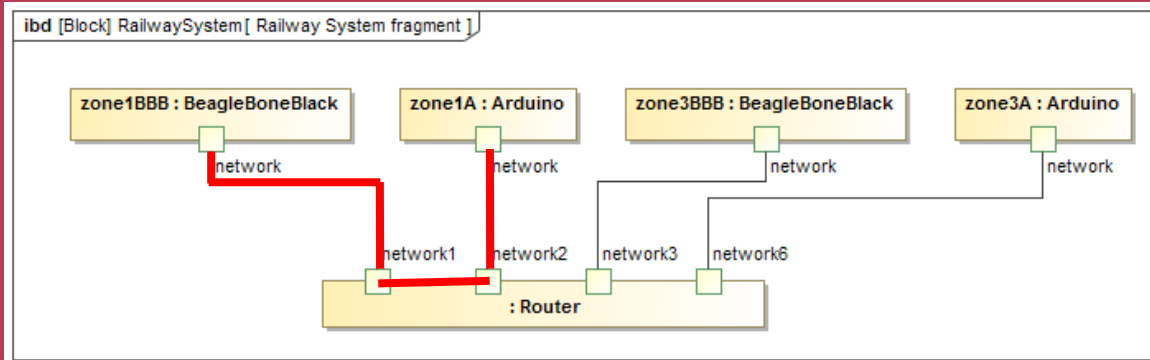 ibd [Block] RailwaySystem[ Railway System fragment ]
zone1BBB : BeagleBoneBlack
zone1A : Arduino
zone3BBB : BeagleBoneBlack
zone3A : Arduino
network
network
network
network
network1
network2
network3
network6
: Router